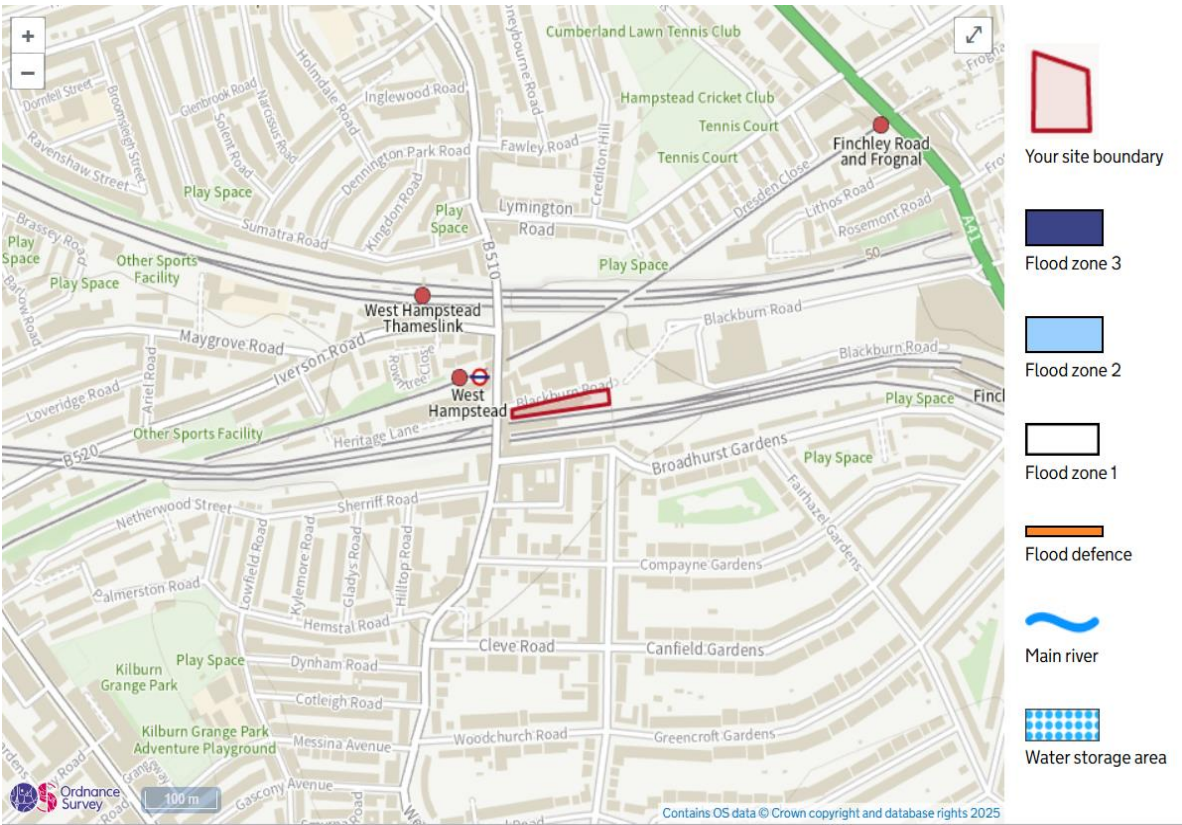 +
−
Cumberland Lawn Tennis Club
Honeybourne Road
Holmdale Road
Inglewood Road
Dornfell Street
Broomsleigh Street
Glenbrook Road
Narcissus Road
Solent Road
Ravenshaw Street
Dennington Park Road
Fawley Road
Crediton Hill
Hampstead Cricket Club
Tennis Court
Tennis Court
Finchley Road
and Frognal
A41
Dresden Close
Lithos Road
Rosemont Road
50
Play Space
Kingdon Road
Play
Space
Lymington
Road
Sumatra Road
B510
Play Space
Brassey Road
Play
Space
Other Sports
Facility
Play Space
Barlow Road
West Hampstead
Thameslink
Maygrove Road
Iverson Road
Rowntree Close
Ariel Road
Loveridge Road
Blackburn Road
Blackburn Road
Blackburn Road
West
Hampstead
Play Space
Finchl
Other Sports Facility
Heritage Lane
B520
Broadhurst Gardens
Play Space
Fairhazel Gardens
Netherwood Street
Sherriff Road
Lowfield Road
Kylemore Road
Gladys Road
Hilltop Road
Compayne Gardens
Palmerston Road
Hemstal Road
Cleve Road
Canfield Gardens
Play Space
Kilburn
Grange Park
Dynham Road
Cotleigh Road
Kilburn Grange Park
Adventure Playground
Messina Avenue
Woodchurch Road
Greencroft Gardens
Gascony Avenue
Ordnance
Survey
100 m
Contains OS data © Crown copyright and database rights 2025
Your site boundary
Flood zone 3
Flood zone 2
Flood zone 1
Flood defence
Main river
Water storage area